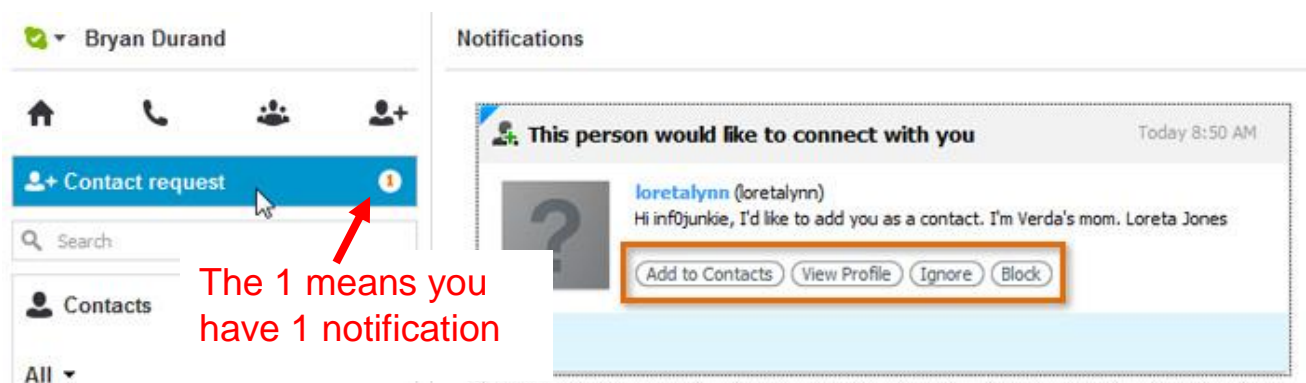 Bryan Durand
Notifications
Contact request
1
Search
Contacts
All
The 1 means you
have 1 notification
This person would like to connect with you
Today 8:50 AM
loretalynn (loretalynn)
Hi inf0junkie, I'd like to add you as a contact. I'm Verda's mom. Loreta Jones
Add to Contacts View Profile Ignore Block